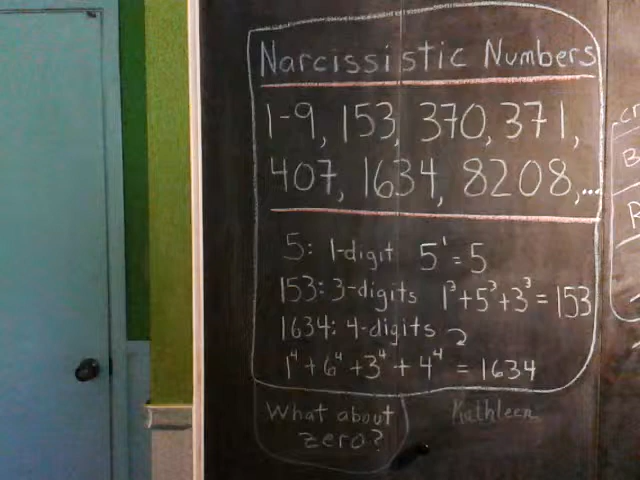 Narcissistic Numbers
1-9, 153, 370, 371,
407, 1634, 8208,...
5: 1-digit 5¹ = 5
153: 3-digits 1³ + 5³ + 3³ = 153
1634: 4-digits
1⁴ + 6⁴ + 3⁴ + 4⁴ = 1634
What about
zero?
Kathleen